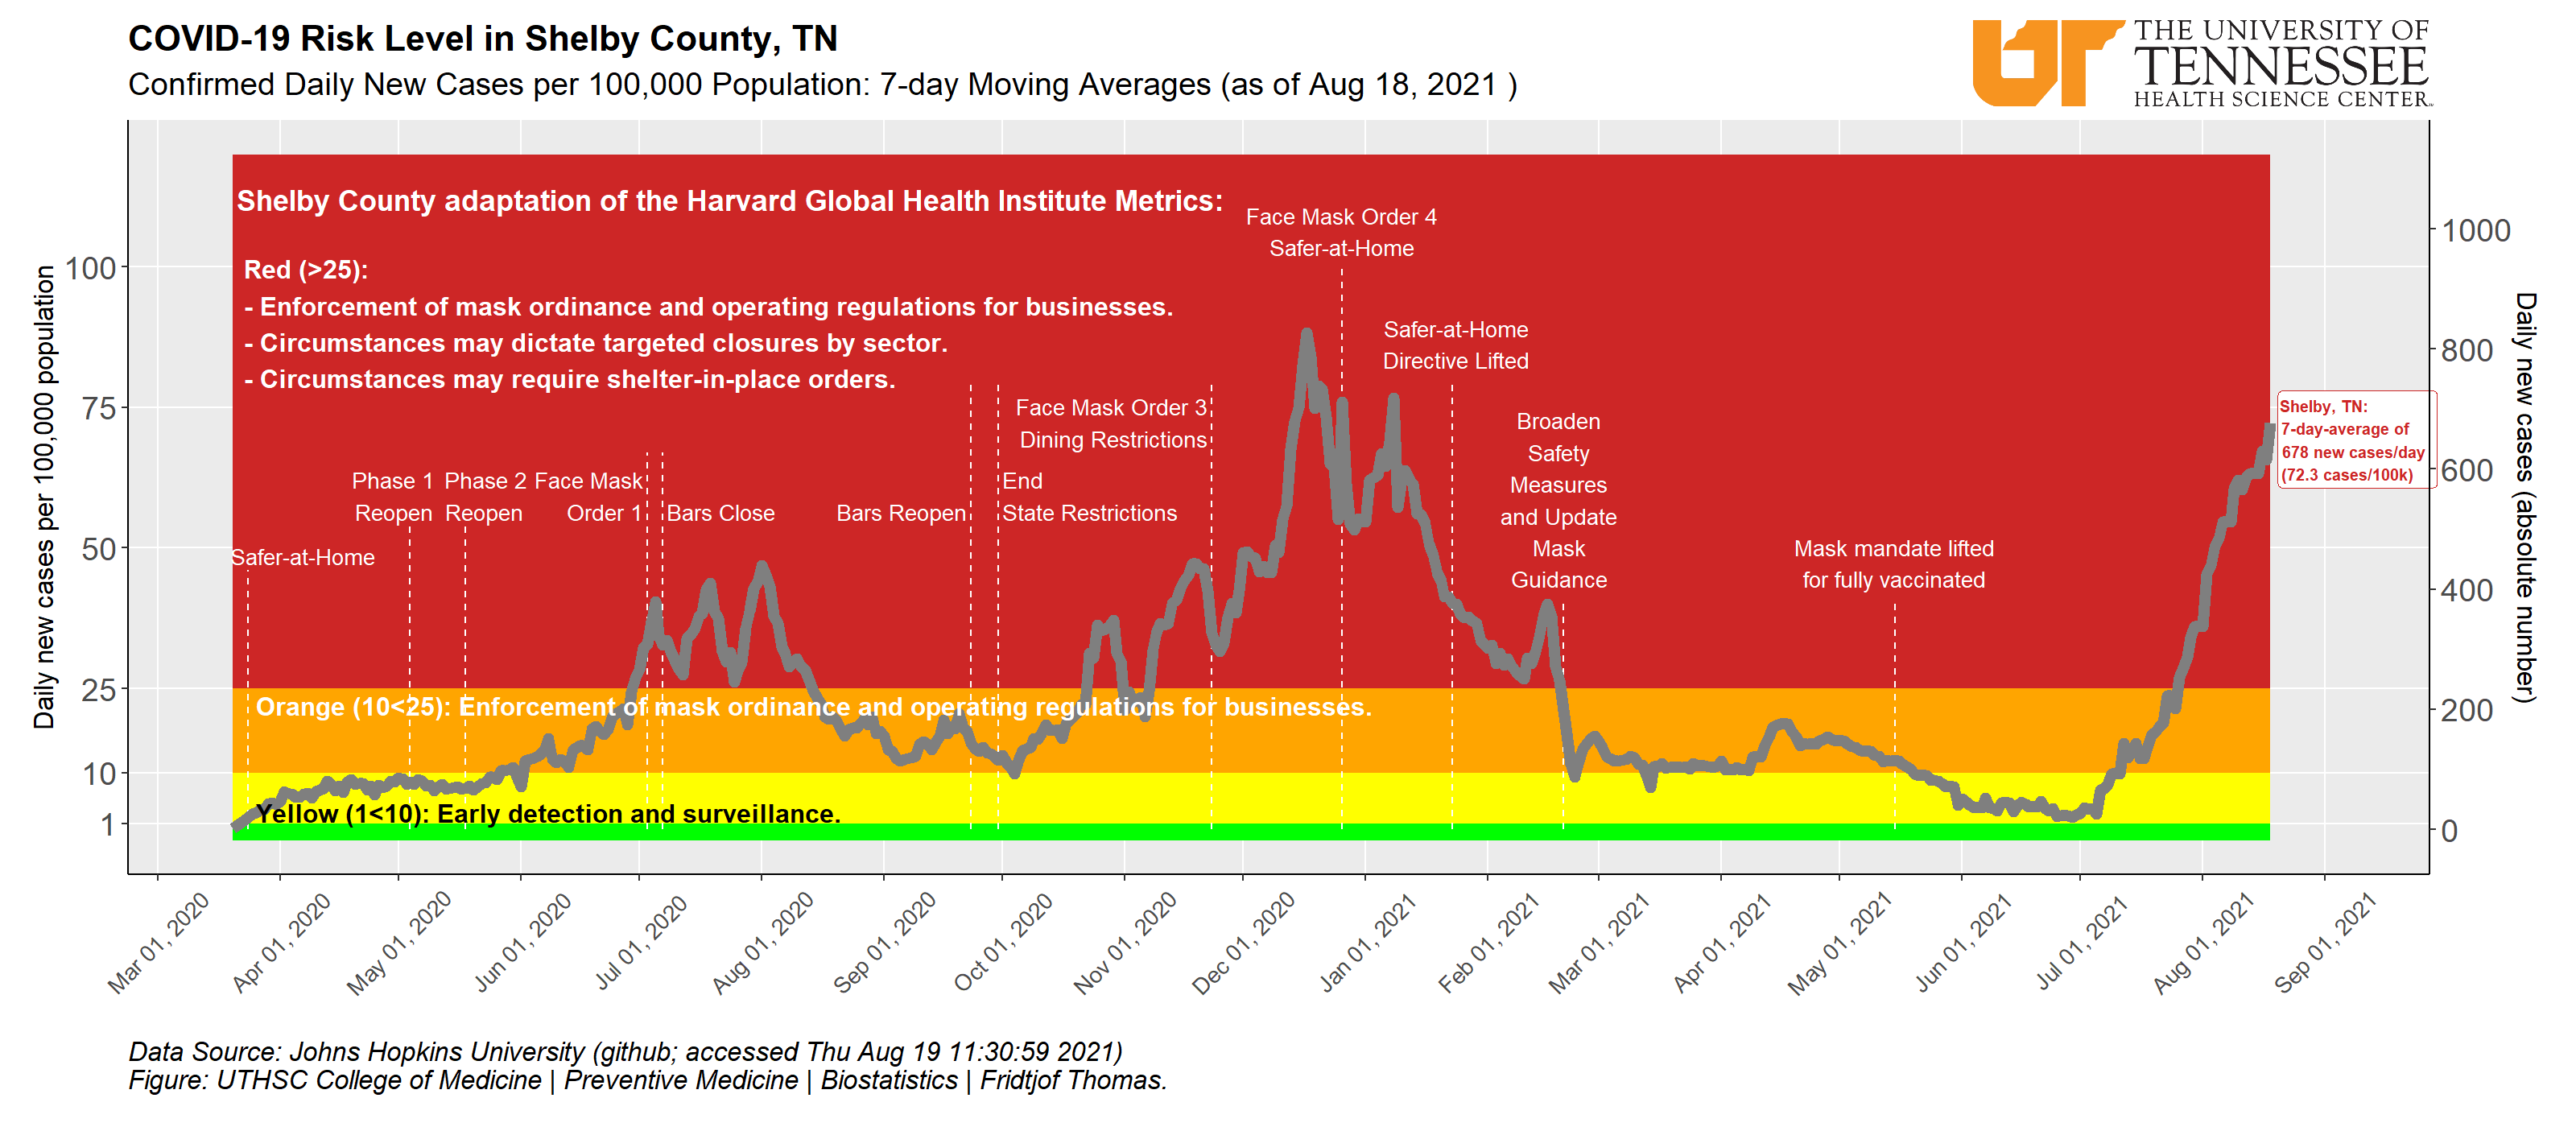 COVID-19 Risk Level in Shelby County, TN
Confirmed Daily New Cases per 100,000 Population: 7-day Moving Averages (as of Aug 18, 2021 )
UT
THE UNIVERSITY OF
TENNESSEE
HEALTH SCIENCE CENTER
Shelby County adaptation of the Harvard Global Health Institute Metrics:
Red (>25):
- Enforcement of mask ordinance and operating regulations for businesses.
- Circumstances may dictate targeted closures by sector.
- Circumstances may require shelter-in-place orders.
Face Mask Order 4
Safer-at-Home
Safer-at-Home
Directive Lifted
Face Mask Order 3
Dining Restrictions
Broaden
Safety
Measures
and Update
Mask
Guidance
Phase 1
Reopen
Phase 2
Reopen
Face Mask
Order 1
Bars Close
Bars Reopen
End
State Restrictions
Safer-at-Home
Mask mandate lifted
for fully vaccinated
Shelby, TN:
7-day-average of
678 new cases/day
(72.3 cases/100k)
Orange (10<25): Enforcement of mask ordinance and operating regulations for businesses.
Yellow (1<10): Early detection and surveillance.
Daily new cases per 100,000 population
100
75
50
25
10
1
Daily new cases (absolute number)
1000
800
600
400
200
0
Mar 01, 2020
Apr 01, 2020
May 01, 2020
Jun 01, 2020
Jul 01, 2020
Aug 01, 2020
Sep 01, 2020
Oct 01, 2020
Nov 01, 2020
Dec 01, 2020
Jan 01, 2021
Feb 01, 2021
Mar 01, 2021
Apr 01, 2021
May 01, 2021
Jun 01, 2021
Jul 01, 2021
Aug 01, 2021
Sep 01, 2021
Data Source: Johns Hopkins University (github; accessed Thu Aug 19 11:30:59 2021)
Figure: UTHSC College of Medicine | Preventive Medicine | Biostatistics | Fridtjof Thomas.